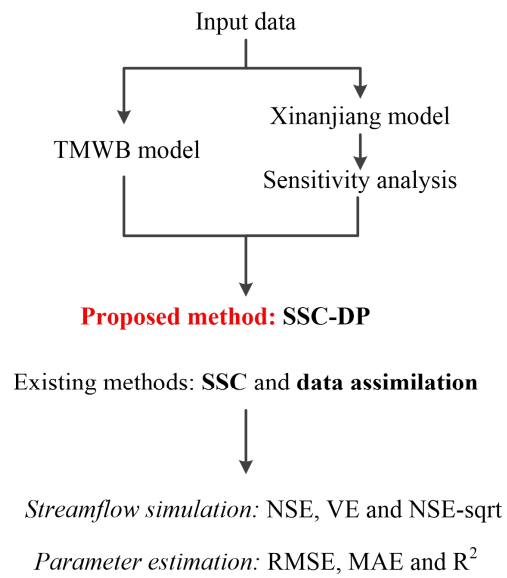 Input data
Xinanjiang model
TMWB model
Sensitivity analysis
Proposed method: SSC-DP
Existing methods: SSC and data assimilation
Streamflow simulation: NSE, VE and NSE-sqrt
Parameter estimation: RMSE, MAE and R²